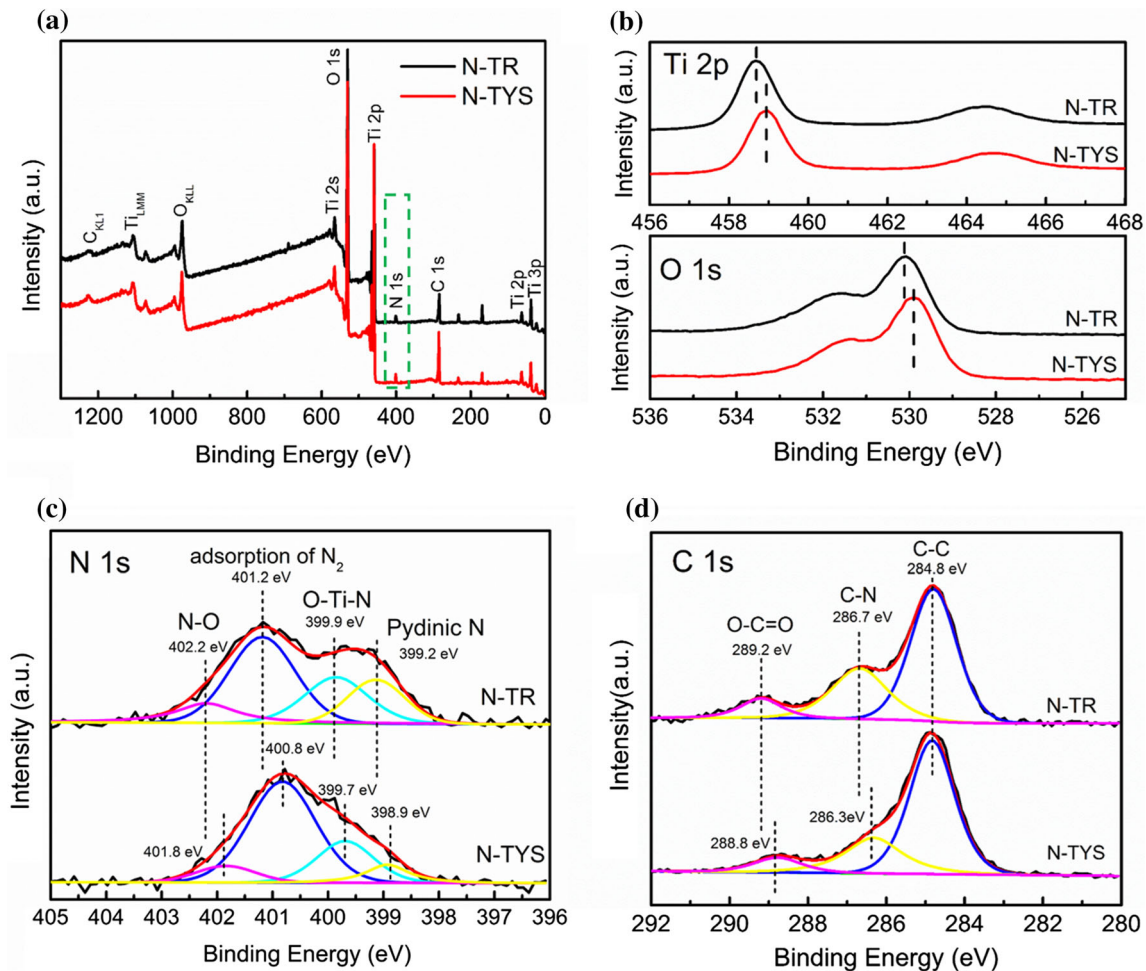 (a)
N-TR
N-TYS
O 1s
Ti 2p
Ti 2s
O KLL
Ti LMM
C KL1
N 1s
C 1s
Ti 2p
Ti 3p
Intensity (a.u.)
1200 1000 800 600 400 200 0
Binding Energy (eV)
(b)
Ti 2p
N-TR
N-TYS
Intensity (a.u.)
456 458 460 462 464 466 468
O 1s
N-TR
N-TYS
Intensity (a.u.)
536 534 532 530 528 526
Binding Energy (eV)
(c)
N 1s
adsorption of N2
401.2 eV
N-O
402.2 eV
O-Ti-N
399.9 eV
Pydinic N
399.2 eV
N-TR
400.8 eV
399.7 eV
398.9 eV
401.8 eV
N-TYS
Intensity (a.u.)
405 404 403 402 401 400 399 398 397 396
Binding Energy (eV)
(d)
C 1s
C-C
284.8 eV
C-N
286.7 eV
O-C=O
289.2 eV
N-TR
286.3eV
288.8 eV
N-TYS
Intensity(a.u.)
292 290 288 286 284 282 280
Binding Energy (eV)